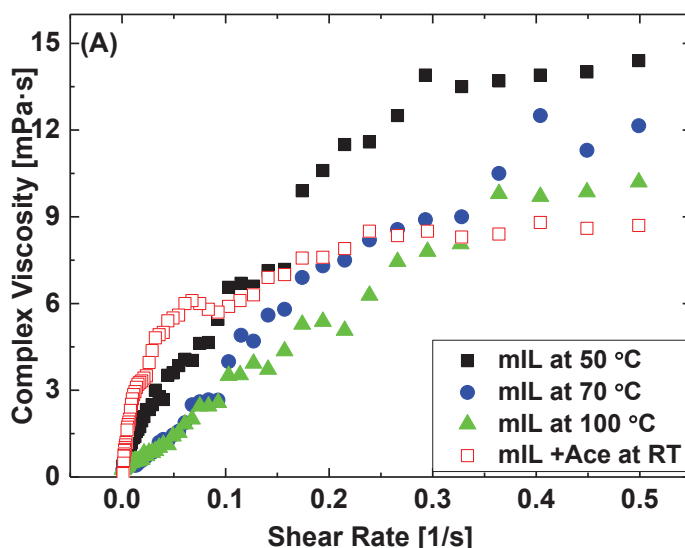 (A)
Complex Viscosity [mPa·s]
15
12
9
6
3
0
0.0 0.1 0.2 0.3 0.4 0.5
Shear Rate [1/s]
mIL at 50 °C
mIL at 70 °C
mIL at 100 °C
mIL +Ace at RT